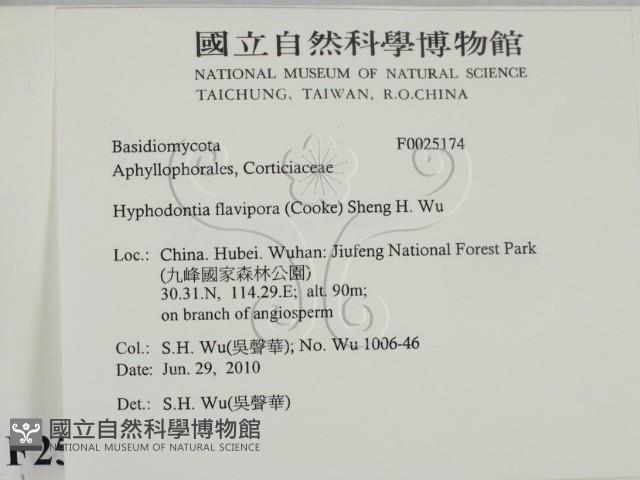 國立自然科學博物館
NATIONAL MUSEUM OF NATURAL SCIENCE
TAICHUNG, TAIWAN, R.O.CHINA
Basidiomycota F0025174
Aphyllophorales, Corticiaceae
Hyphodontia flavipora (Cooke) Sheng H. Wu
Loc.: China. Hubei. Wuhan: Jiufeng National Forest Park
(九峰國家森林公園)
30.31.N, 114.29.E; alt. 90m;
on branch of angiosperm
Col.: S.H. Wu(吳聲華); No. Wu 1006-46
Date: Jun. 29, 2010
Det.: S.H. Wu(吳聲華)
國立自然科學博物館
NATIONAL MUSEUM OF NATURAL SCIENCE